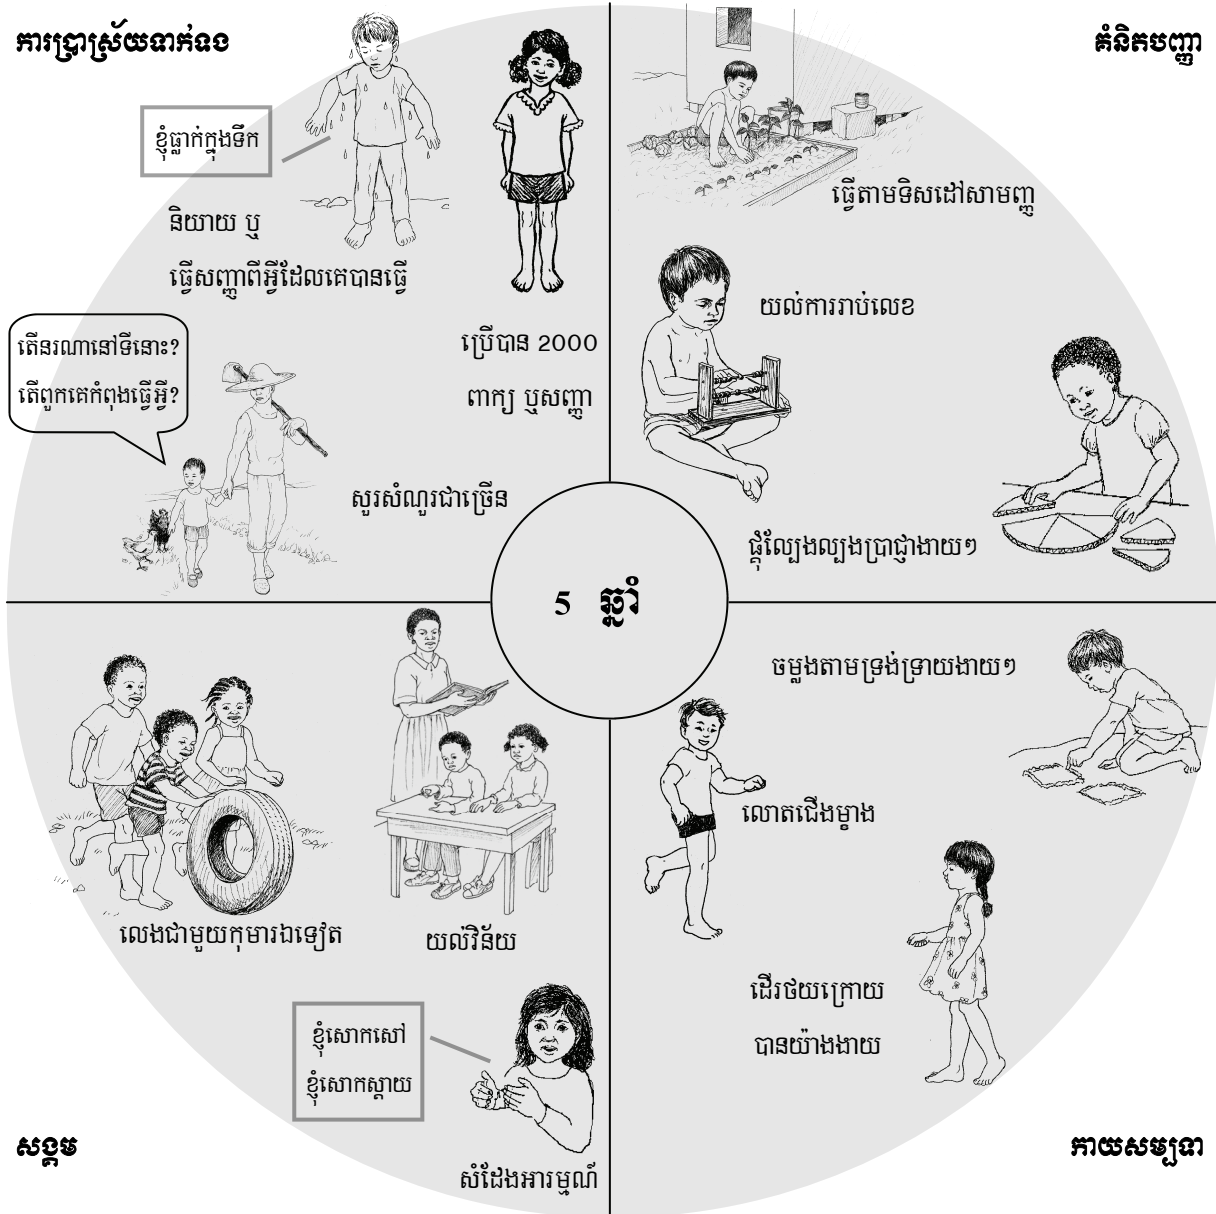 ការប្រាស្រ័យទាក់ទង
ខ្ញុំធ្លាក់ក្នុងទឹក
និយាយ ឬ
ធ្វើសញ្ញាពីអ្វីដែលគេបានធ្វើ
ប្រើបាន 2000
ពាក្យ ឬសញ្ញា
តើនរណានៅទីនោះ?
តើពួកគេកំពុងធ្វើអ្វី?
សួរសំណួរជាច្រើន
គំនិតបញ្ញា
ធ្វើតាមទិសដៅសាមញ្ញ
យល់ការរាប់លេខ
ផ្គុំល្បែងល្បងប្រាជ្ញាងាយៗ
5 ឆ្នាំ
លេងជាមួយកុមារឯទៀត
យល់វិន័យ
ខ្ញុំសោកសៅ
ខ្ញុំសោកស្តាយ
សំដែងអារម្មណ៍
សង្គម
ចម្លងតាមទ្រង់ទ្រាយងាយៗ
លោតជើងម្ខាង
ដើរថយក្រោយ
បានយ៉ាងងាយ
កាយសម្បទា